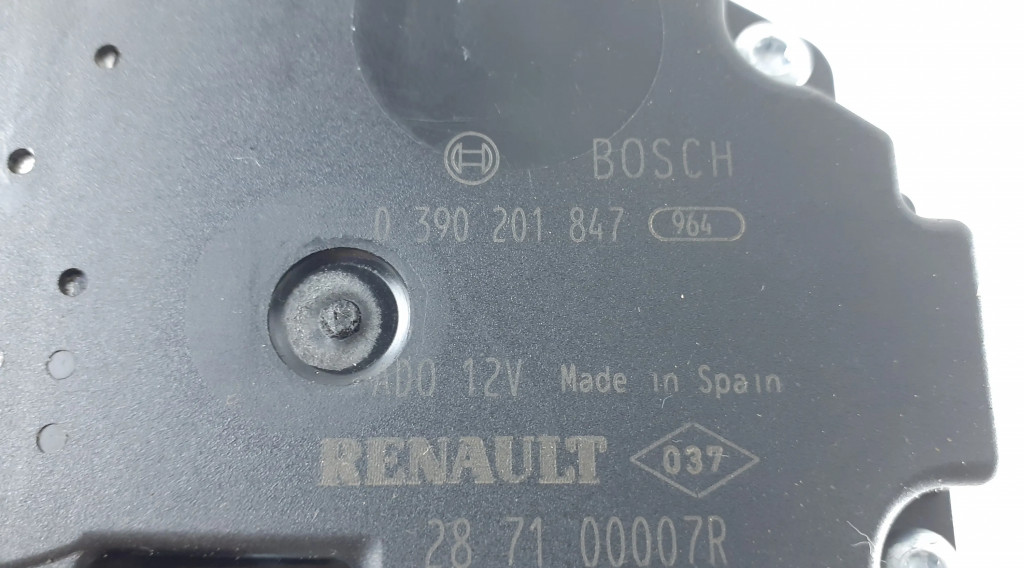 BOSCH
0 390 201 847 964
ADO 12V Made in Spain
RENAULT 037
28 71 00007R